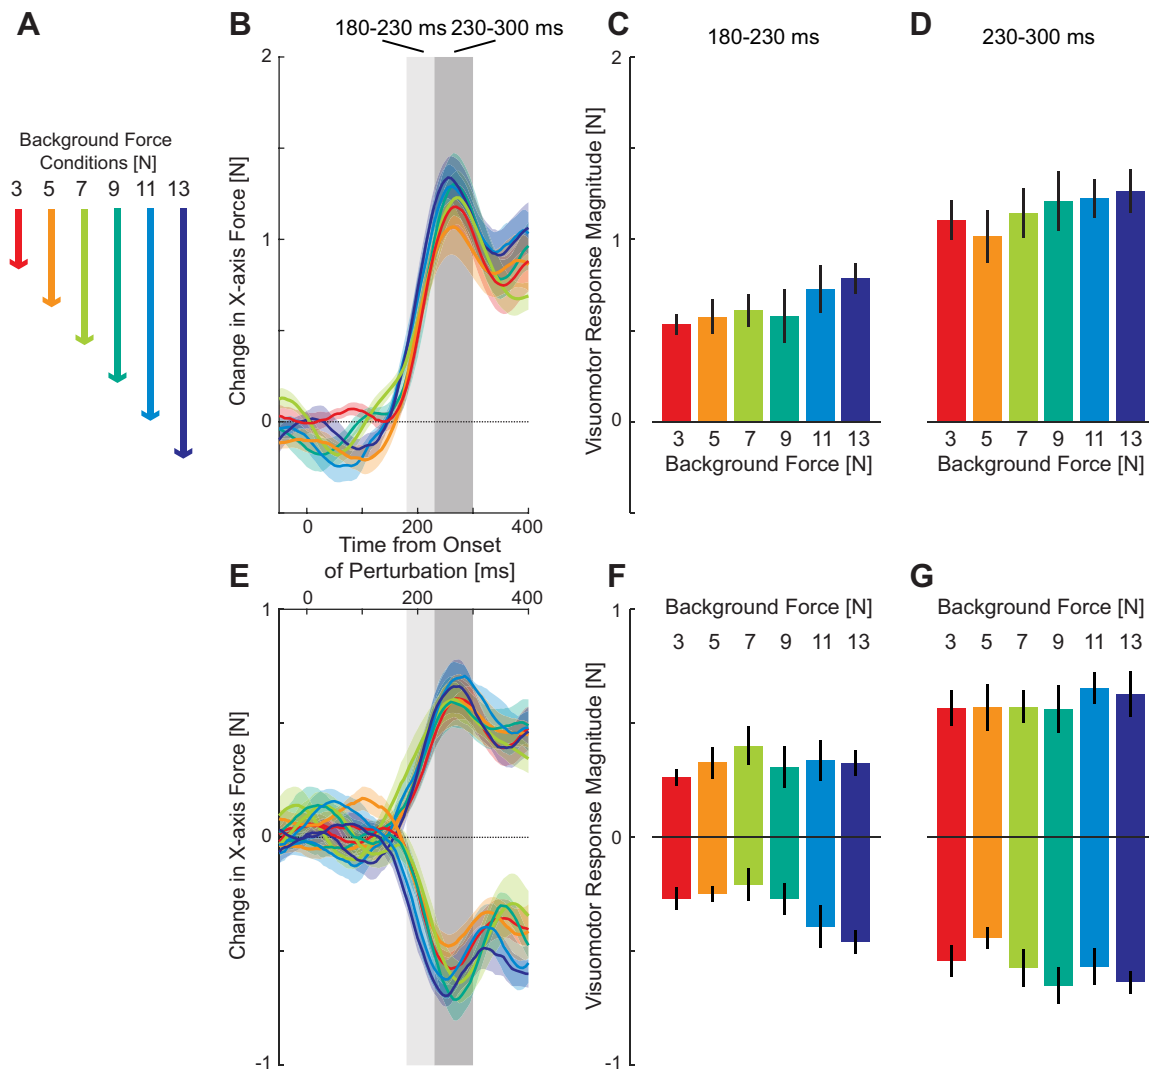 A
B
C
D
180-230 ms
230-300 ms
180-230 ms
230-300 ms
Background Force
Conditions [N]
3 5 7 9 11 13
Change in X-axis Force [N]
2
1
0
0 200 400
Time from Onset
of Perturbation [ms]
Visuomotor Response Magnitude [N]
2
1
0
3 5 7 9 11 13
Background Force [N]
3 5 7 9 11 13
Background Force [N]
E
F
G
0 200 400
Change in X-axis Force [N]
1
0
-1
Visuomotor Response Magnitude [N]
1
0
-1
Background Force [N]
3 5 7 9 11 13
Background Force [N]
3 5 7 9 11 13